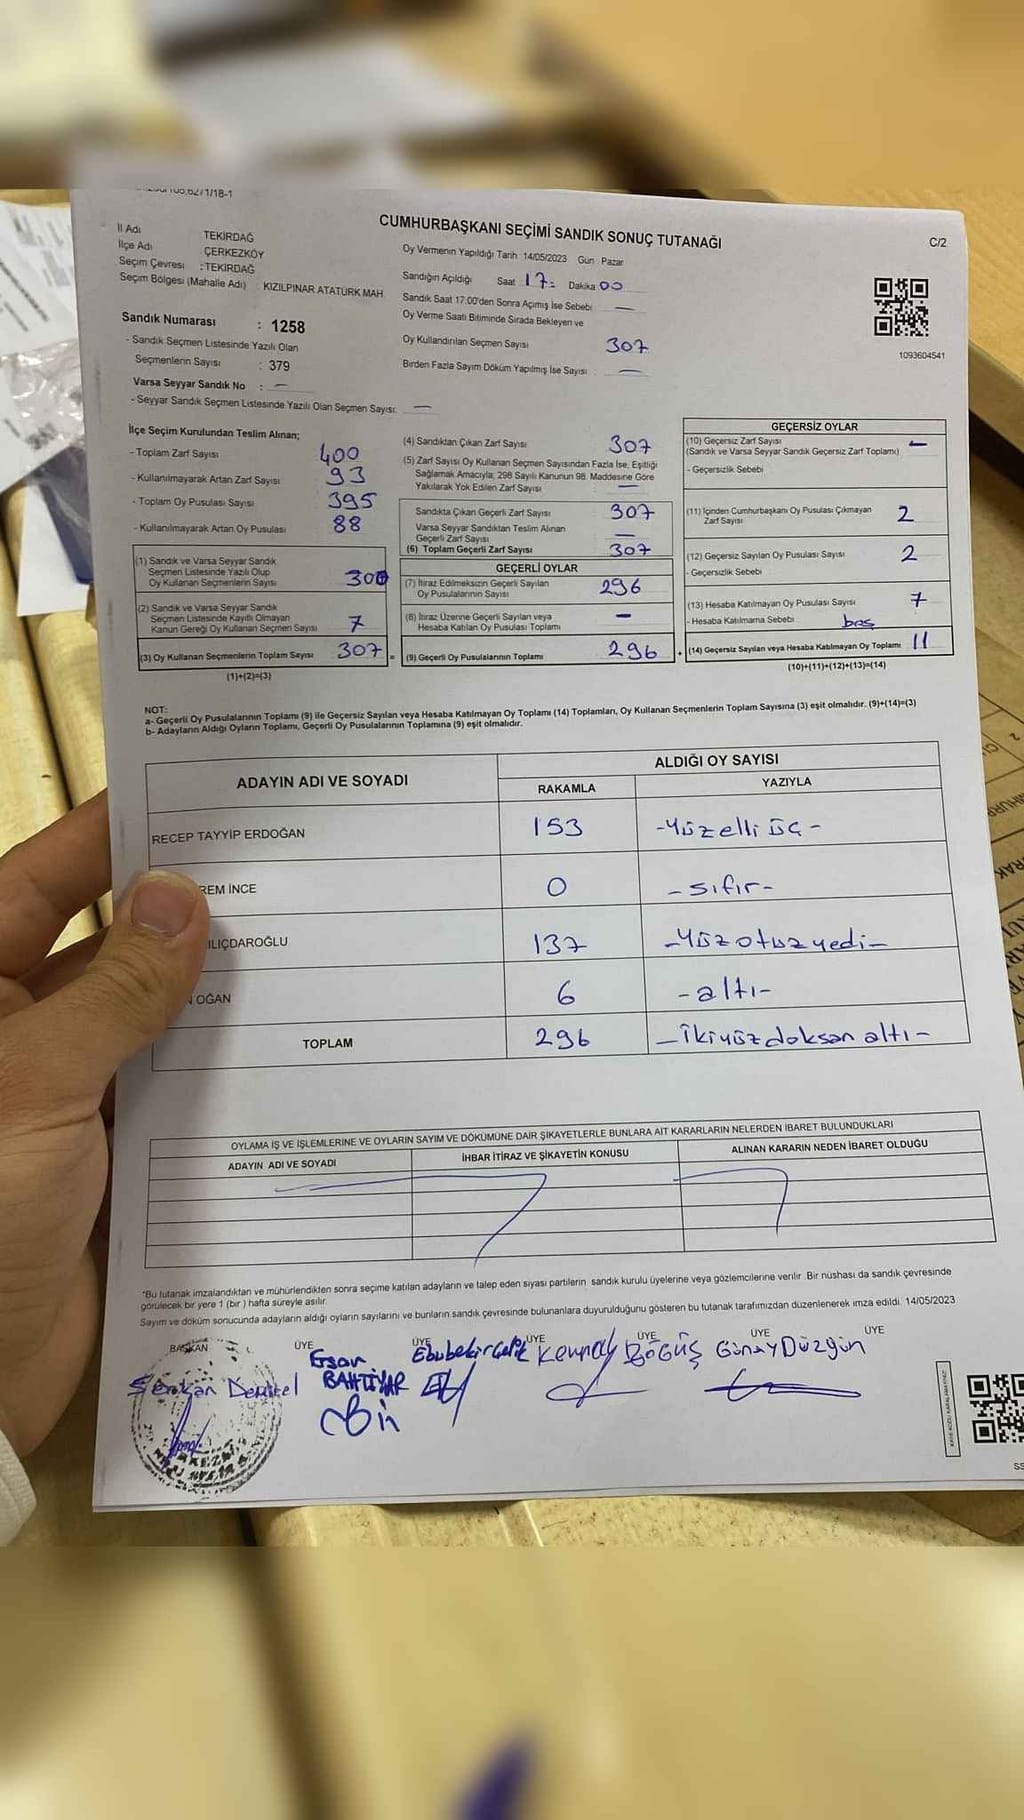 CUMHURBAŞKANI SEÇİMİ SANDIK SONUÇ TUTANAĞI
C/2
İl Adı : TEKİRDAĞ
İlçe Adı : ÇERKEZKÖY
Seçim Çevresi : TEKİRDAĞ
Seçim Bölgesi (Mahalle Adı) : KIZILPINAR ATATÜRK MAH
Sandık Numarası : 1258
- Sandık Seçmen Listesinde Yazılı Olan
Seçmenlerin Sayısı : 379
Varsa Seyyar Sandık No : —
- Seyyar Sandık Seçmen Listesinde Yazılı Olan Seçmen Sayısı: —
Oy Vermenin Yapıldığı Tarih 14/05/2023 Gün : Pazar
Sandığın Açıldığı Saat 17: Dakika 00
Sandık Saat 17:00'den Sonra Açımış İse Sebebi : —
Oy Verme Saati Bitiminde Sırada Bekleyen ve
Oy Kullandırılan Seçmen Sayısı 307
Birden Fazla Sayım Döküm Yapılmış İse Sayısı : —
1093604541
İlçe Seçim Kurulundan Teslim Alınan;
- Toplam Zarf Sayısı 400
- Kullanılmayarak Artan Zarf Sayısı 93
- Toplam Oy Pusulası Sayısı 395
- Kullanılmayarak Artan Oy Pusulası 88
(1) Sandık ve Varsa Seyyar Sandık
Seçmen Listesinde Yazılı Olup
Oy Kullanan Seçmenlerin Sayısı 300
(2) Sandık ve Varsa Seyyar Sandık
Seçmen Listesinde Kayıtlı Olmayan
Kanun Gereği Oy Kullanan Seçmen Sayısı 7
(3) Oy Kullanan Seçmenlerin Toplam Sayısı 307 =
(1)+(2)=(3)
(4) Sandıktan Çıkan Zarf Sayısı 307
(5) Zarf Sayısı Oy Kullanan Seçmen Sayısından Fazla İse, Eşitliği
Sağlamak Amacıyla, 298 Sayılı Kanunun 98. Maddesine Göre
Yakılarak Yok Edilen Zarf Sayısı —
Sandıkta Çıkan Geçerli Zarf Sayısı 307
Varsa Seyyar Sandıktan Teslim Alınan
Geçerli Zarf Sayısı —
(6) Toplam Geçerli Zarf Sayısı 307
GEÇERLİ OYLAR
(7) İtiraz Edilmeksizin Geçerli Sayılan
Oy Pusulalarının Sayısı 296
(8) İtiraz Üzerine Geçerli Sayılan veya
Hesaba Katılan Oy Pusulası Toplamı —
(9) Geçerli Oy Pusulalarının Toplamı 296 +
GEÇERSİZ OYLAR
(10) Geçersiz Zarf Sayısı —
(Sandık ve Varsa Seyyar Sandık Geçersiz Zarf Toplamı)
- Geçersizlik Sebebi
(11) İçinden Cumhurbaşkanı Oy Pusulası Çıkmayan
Zarf Sayısı 2
(12) Geçersiz Sayılan Oy Pusulası Sayısı 2
- Geçersizlik Sebebi
(13) Hesaba Katılmayan Oy Pusulası Sayısı 7
- Hesaba Katılmama Sebebi boş
(14) Geçersiz Sayılan veya Hesaba Katılmayan Oy Toplamı 11
(10)+(11)+(12)+(13)=(14)
NOT:
a- Geçerli Oy Pusulalarının Toplamı (9) ile Geçersiz Sayılan veya Hesaba Katılmayan Oy Toplamı (14) Toplamları, Oy Kullanan Seçmenlerin Toplam Sayısına (3) eşit olmalıdır. (9)+(14)=(3)
b- Adayların Aldığı Oyların Toplamı, Geçerli Oy Pusulalarının Toplamına (9) eşit olmalıdır.
ADAYIN ADI VE SOYADI
ALDIĞI OY SAYISI
RAKAMLA YAZIYLA
RECEP TAYYİP ERDOĞAN 153 -Yüzelli üç-
REM İNCE 0 -sıfır-
ILIÇDAROĞLU 137 -Yüzotuzyedi-
OĞAN 6 -altı-
TOPLAM 296 -İkiyüzdoksan altı-
OYLAMA İŞ VE İŞLEMLERİNE VE OYLARIN SAYIM VE DÖKÜMÜNE DAİR ŞİKAYETLERLE BUNLARA AİT KARARLARIN NELERDEN İBARET BULUNDUKLARI
ADAYIN ADI VE SOYADI İHBAR İTİRAZ VE ŞİKAYETİN KONUSU ALINAN KARARIN NEDEN İBARET OLDUĞU
*Bu tutanak imzalandıktan ve mühürlendikten sonra seçime katılan adayların ve talep eden siyasi partilerin sandık kurulu üyelerine veya gözlemcilerine verilir .Bir nushası da sandık çevresinde
görülecek bir yere 1 (bir ) hafta süreyle asılır.
Sayım ve döküm sonucunda adayların aldığı oyların sayılarını ve bunların sandık çevresinde bulunanlara duyurulduğunu gösteren bu tutanak tarafımızdan düzenlenerek imza edildi. 14/05/2023
BAŞKAN ÜYE ÜYE ÜYE ÜYE ÜYE ÜYE
Serkan Demirel
Ersan BAHTİYAR
Ebubekir Çelik
BÖGÜŞ
Günay Düzgün